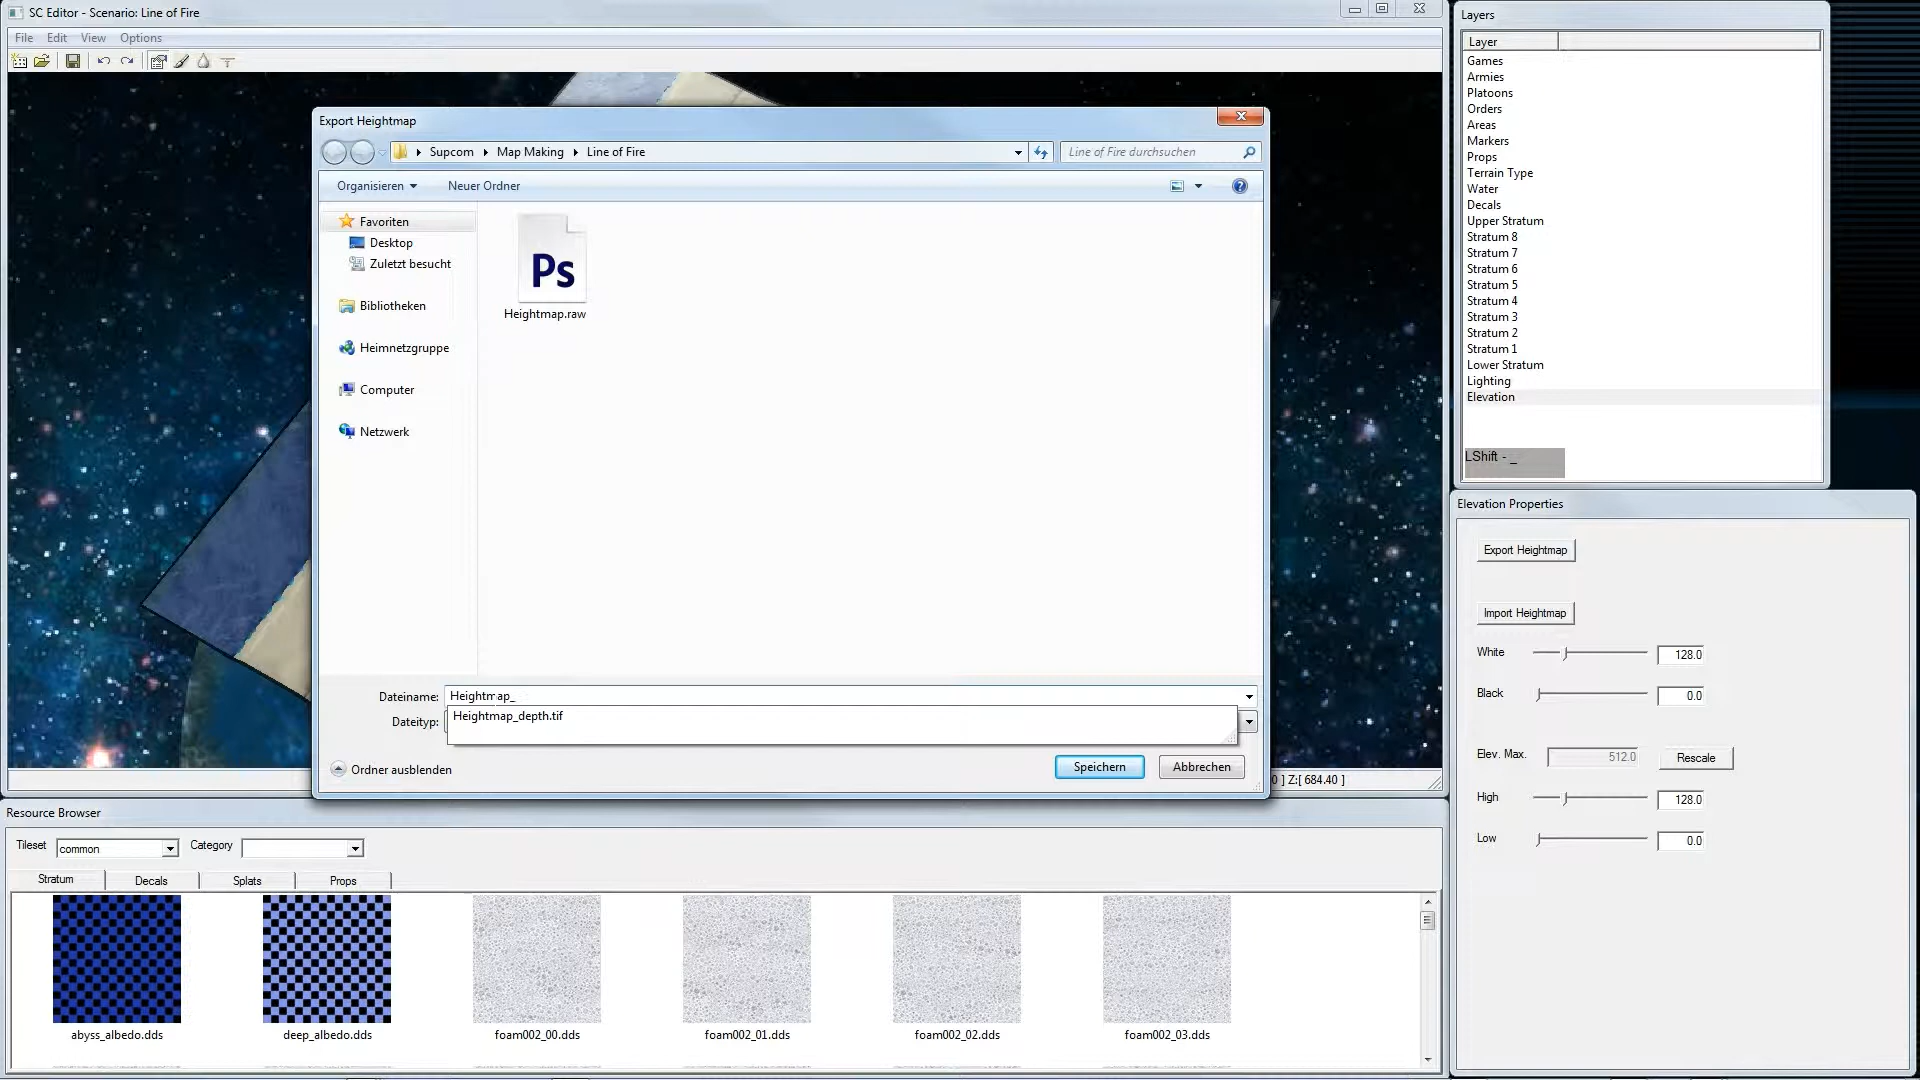 SC Editor - Scenario: Line of Fire
File Edit View Options
Export Heightmap
Supcom Map Making Line of Fire
Line of Fire durchsuchen
Organisieren Neuer Ordner
Favoriten
Desktop
Zuletzt besucht
Bibliotheken
Heimnetzgruppe
Computer
Netzwerk
Ps
Heightmap.raw
Dateiname: Heightmap_
Heightmap_depth.tif
Dateityp:
Ordner ausblenden
Speichern Abbrechen
0 ] Z:[ 684.40 ]
Layers
Layer
Games
Armies
Platoons
Orders
Areas
Markers
Props
Terrain Type
Water
Decals
Upper Stratum
Stratum 8
Stratum 7
Stratum 6
Stratum 5
Stratum 4
Stratum 3
Stratum 2
Stratum 1
Lower Stratum
Lighting
Elevation
LShift - _
Elevation Properties
Export Heightmap
Import Heightmap
White 128.0
Black 0.0
Elev. Max. 512.0 Rescale
High 128.0
Low 0.0
Resource Browser
Tileset common Category
Stratum Decals Splats Props
abyss_albedo.dds deep_albedo.dds foam002_00.dds foam002_01.dds foam002_02.dds foam002_03.dds